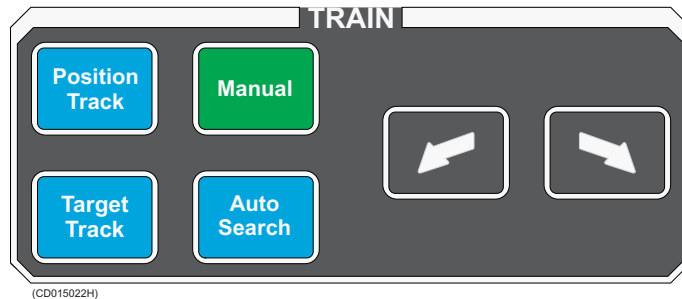 TRAIN
Position
Track
Manual
Target
Track
Auto
Search
(CD015022H)